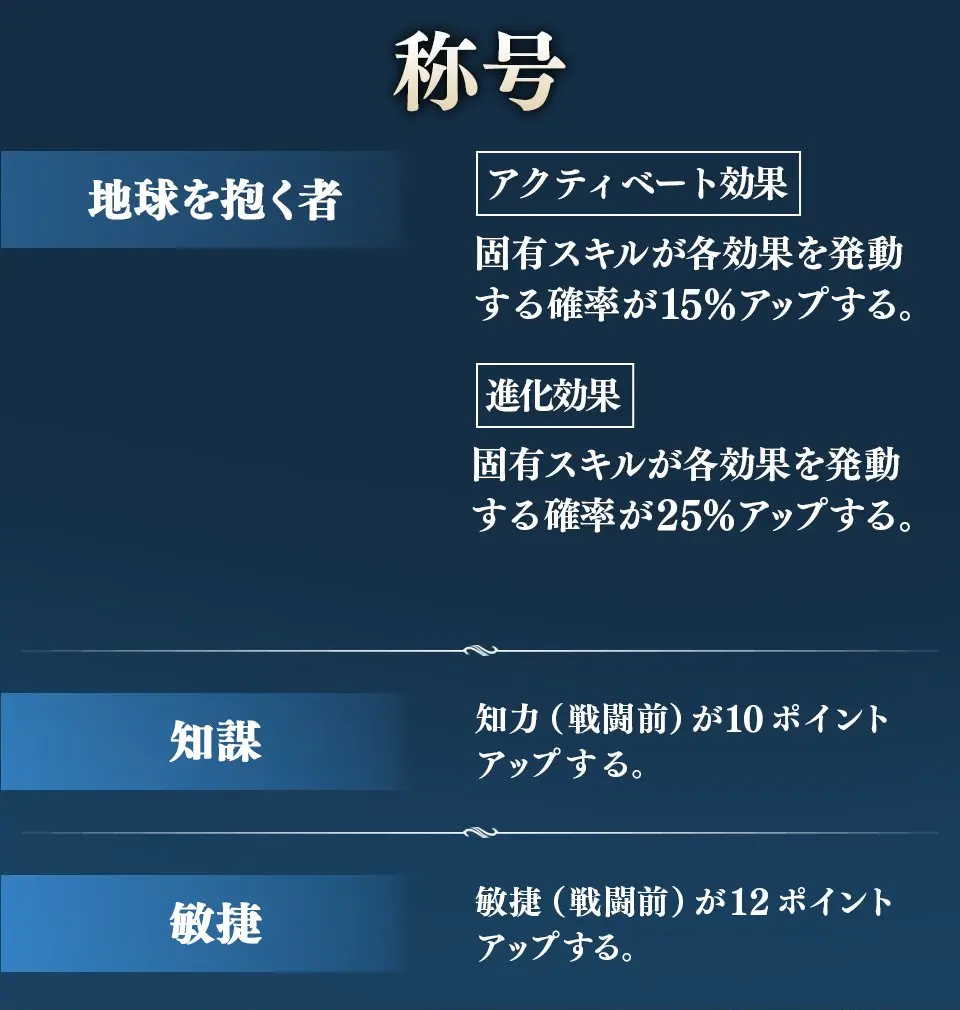 称号
地球を抱く者
アクティベート効果
固有スキルが各効果を発動
する確率が15%アップする。
進化効果
固有スキルが各効果を発動
する確率が25%アップする。
知謀
知力（戦闘前）が10ポイント
アップする。
敏捷
敏捷（戦闘前）が12ポイント
アップする。